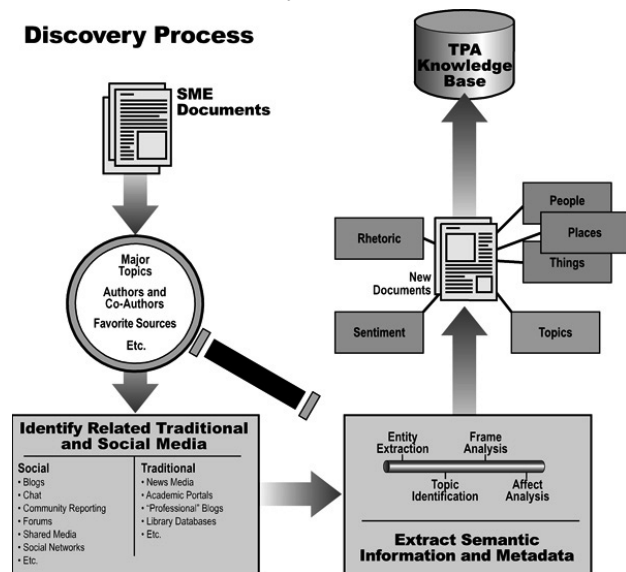 Discovery Process
SME
Documents
Major
Topics
Authors and
Co-Authors
Favorite Sources
Etc.
Identify Related Traditional
and Social Media
Social
• Blogs
• Chat
• Community Reporting
• Forums
• Shared Media
• Social Networks
• Etc.
Traditional
• News Media
• Academic Portals
• “Professional” Blogs
• Library Databases
• Etc.
Entity
Extraction
Frame
Analysis
Topic
Identification
Affect
Analysis
Extract Semantic
Information and Metadata
New
Documents
Rhetoric
Sentiment
People
Places
Things
Topics
TPA
Knowledge
Base